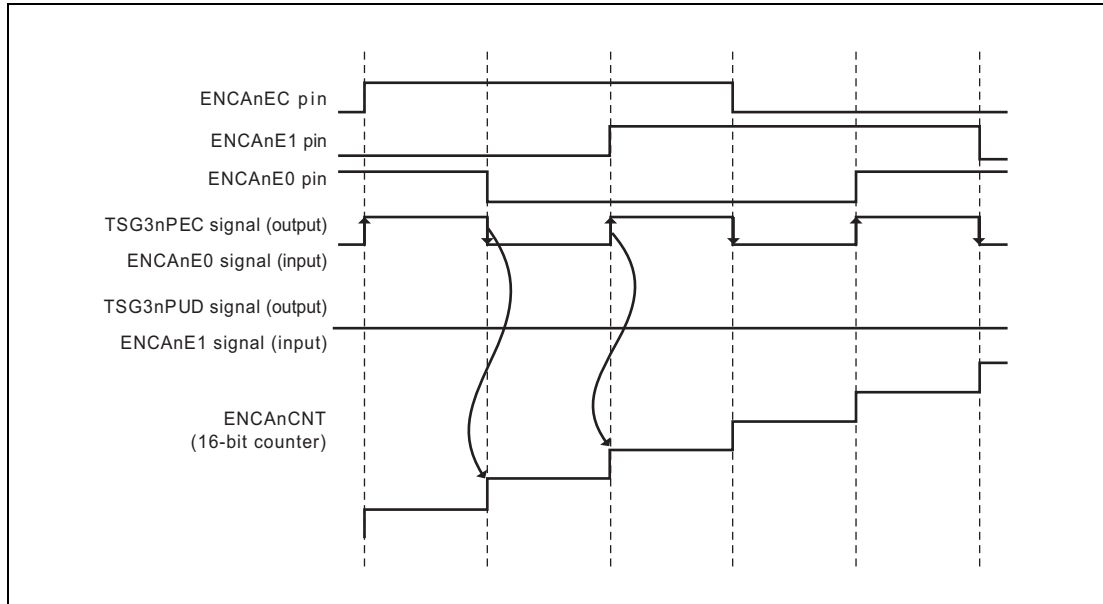 ENCAnEC pin
ENCAnE1 pin
ENCAnE0 pin
TSG3nPEC signal (output)
ENCAnE0 signal (input)
TSG3nPUD signal (output)
ENCAnE1 signal (input)
ENCAnCNT
(16-bit counter)